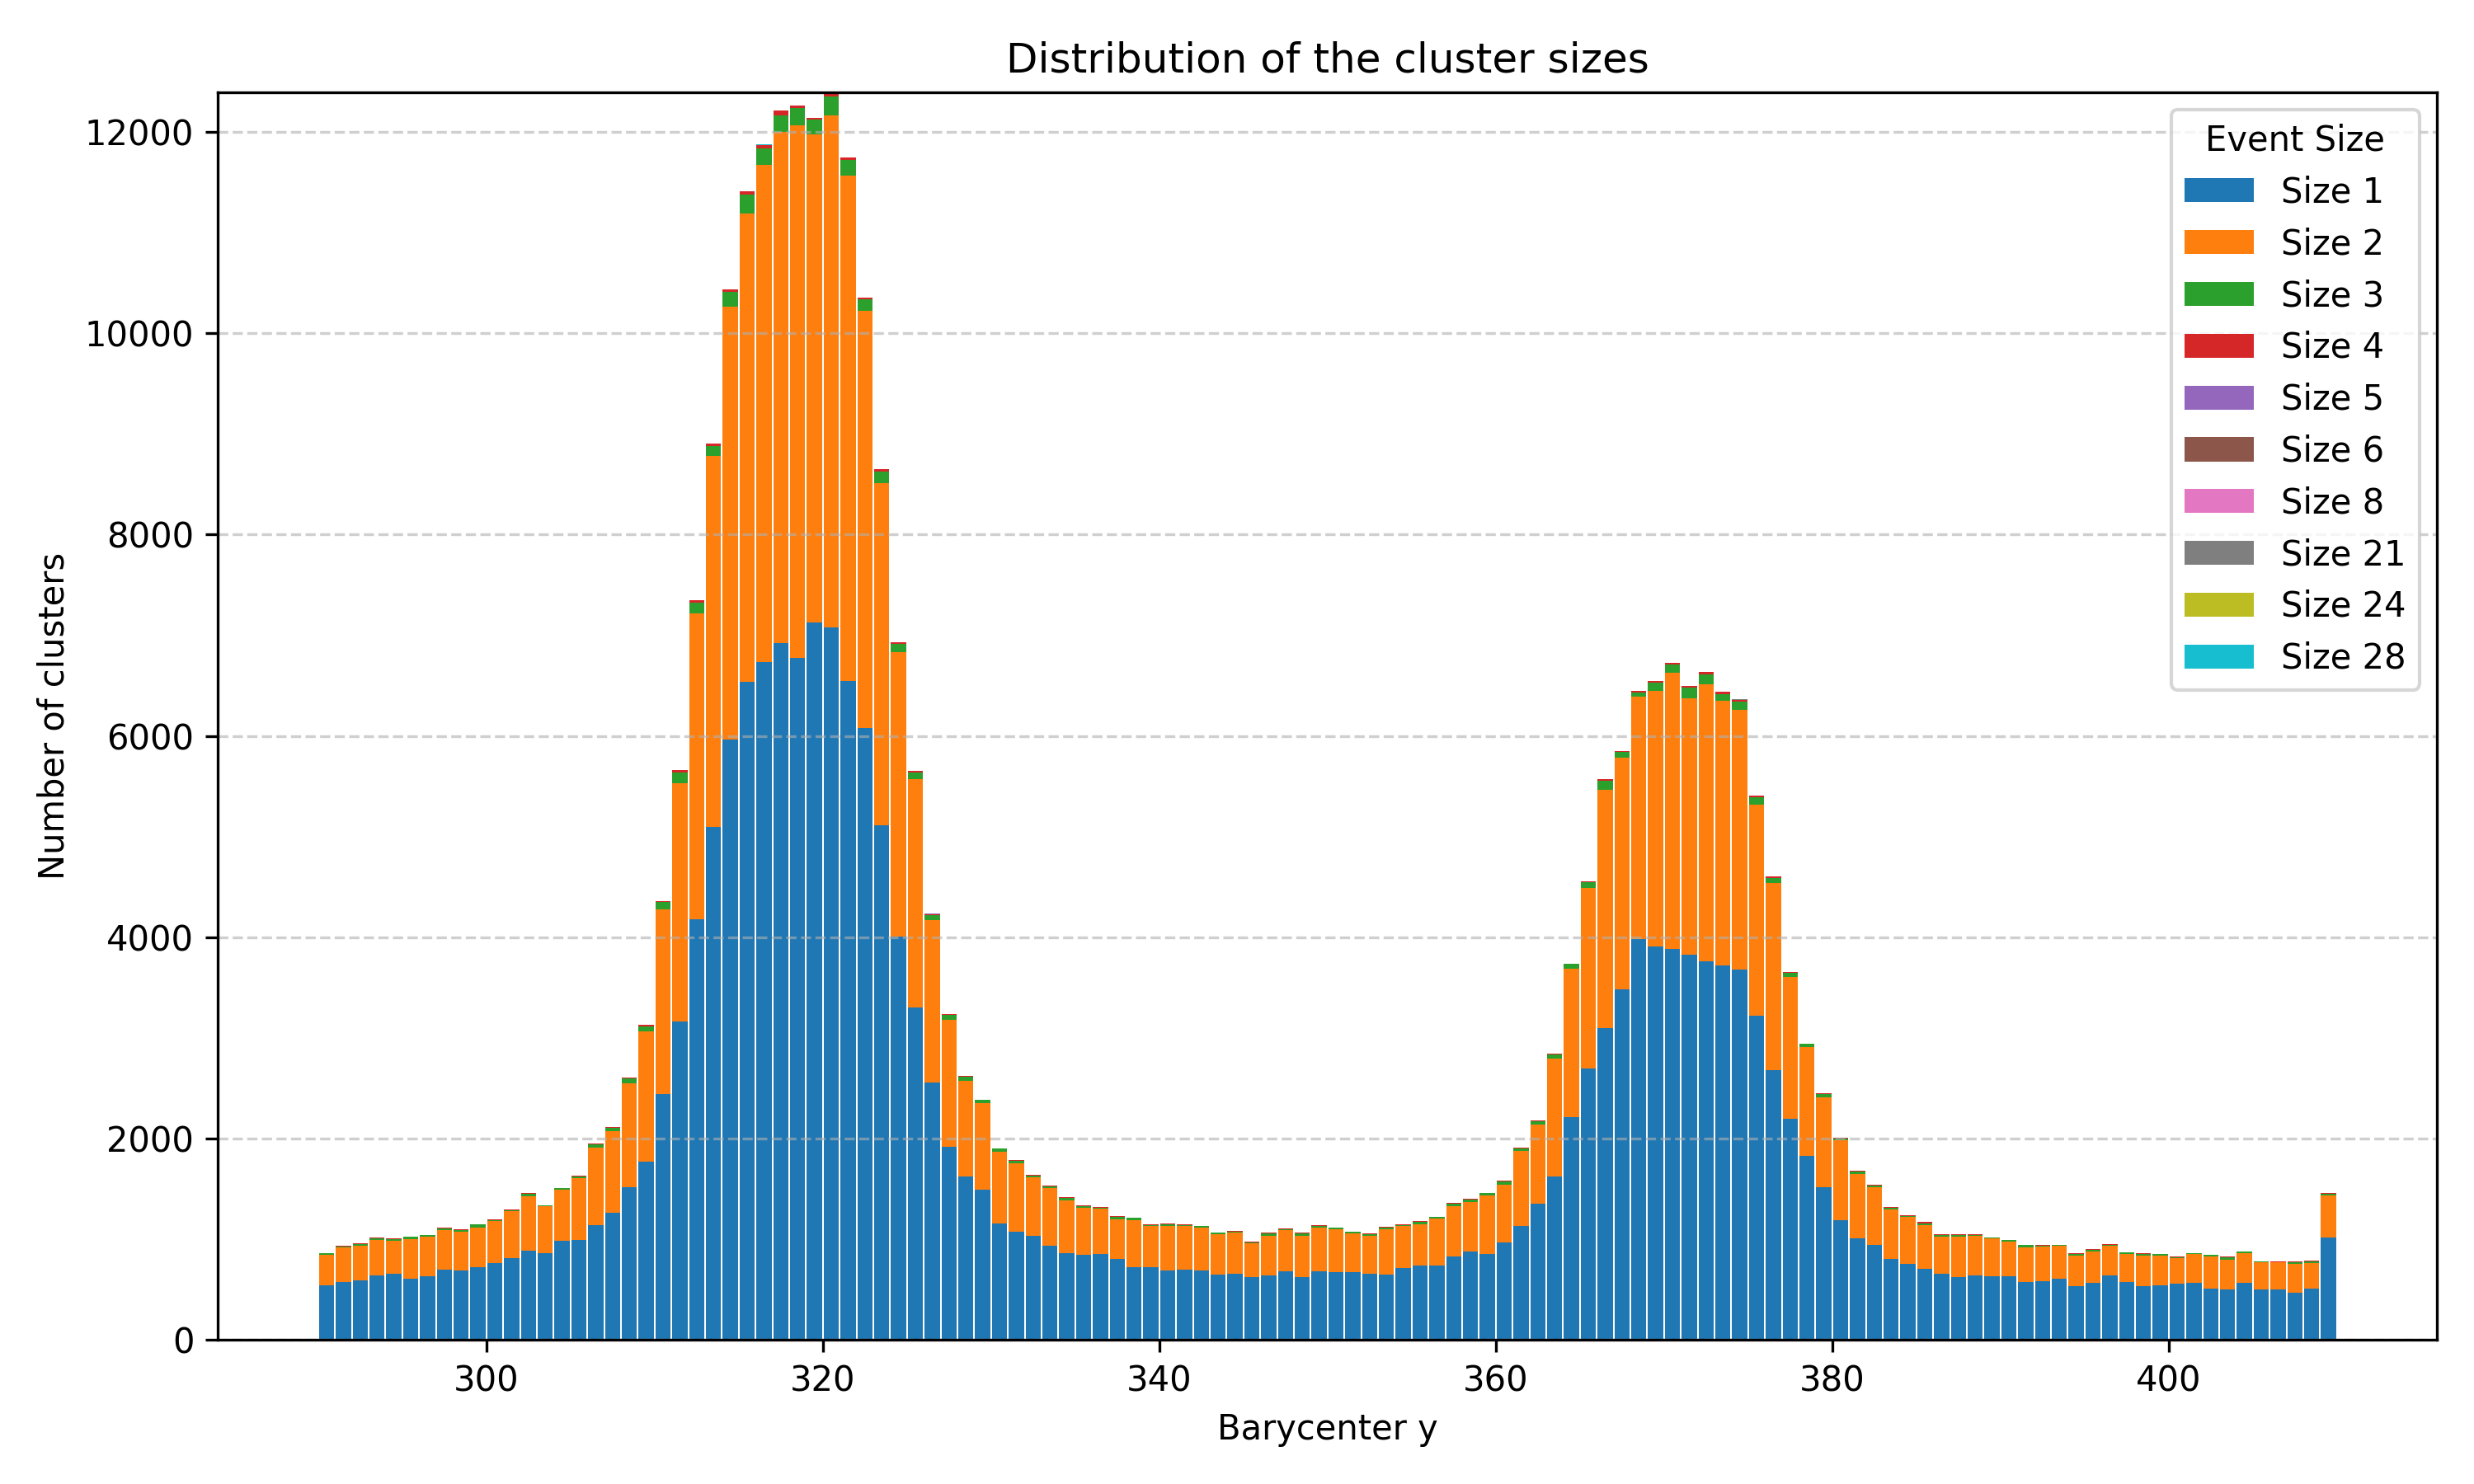 Distribution of the cluster sizes
Number of clusters
12000
10000
8000
6000
4000
2000
0
300
320
340
360
380
400
Barycenter y
Event Size
Size 1
Size 2
Size 3
Size 4
Size 5
Size 6
Size 8
Size 21
Size 24
Size 28